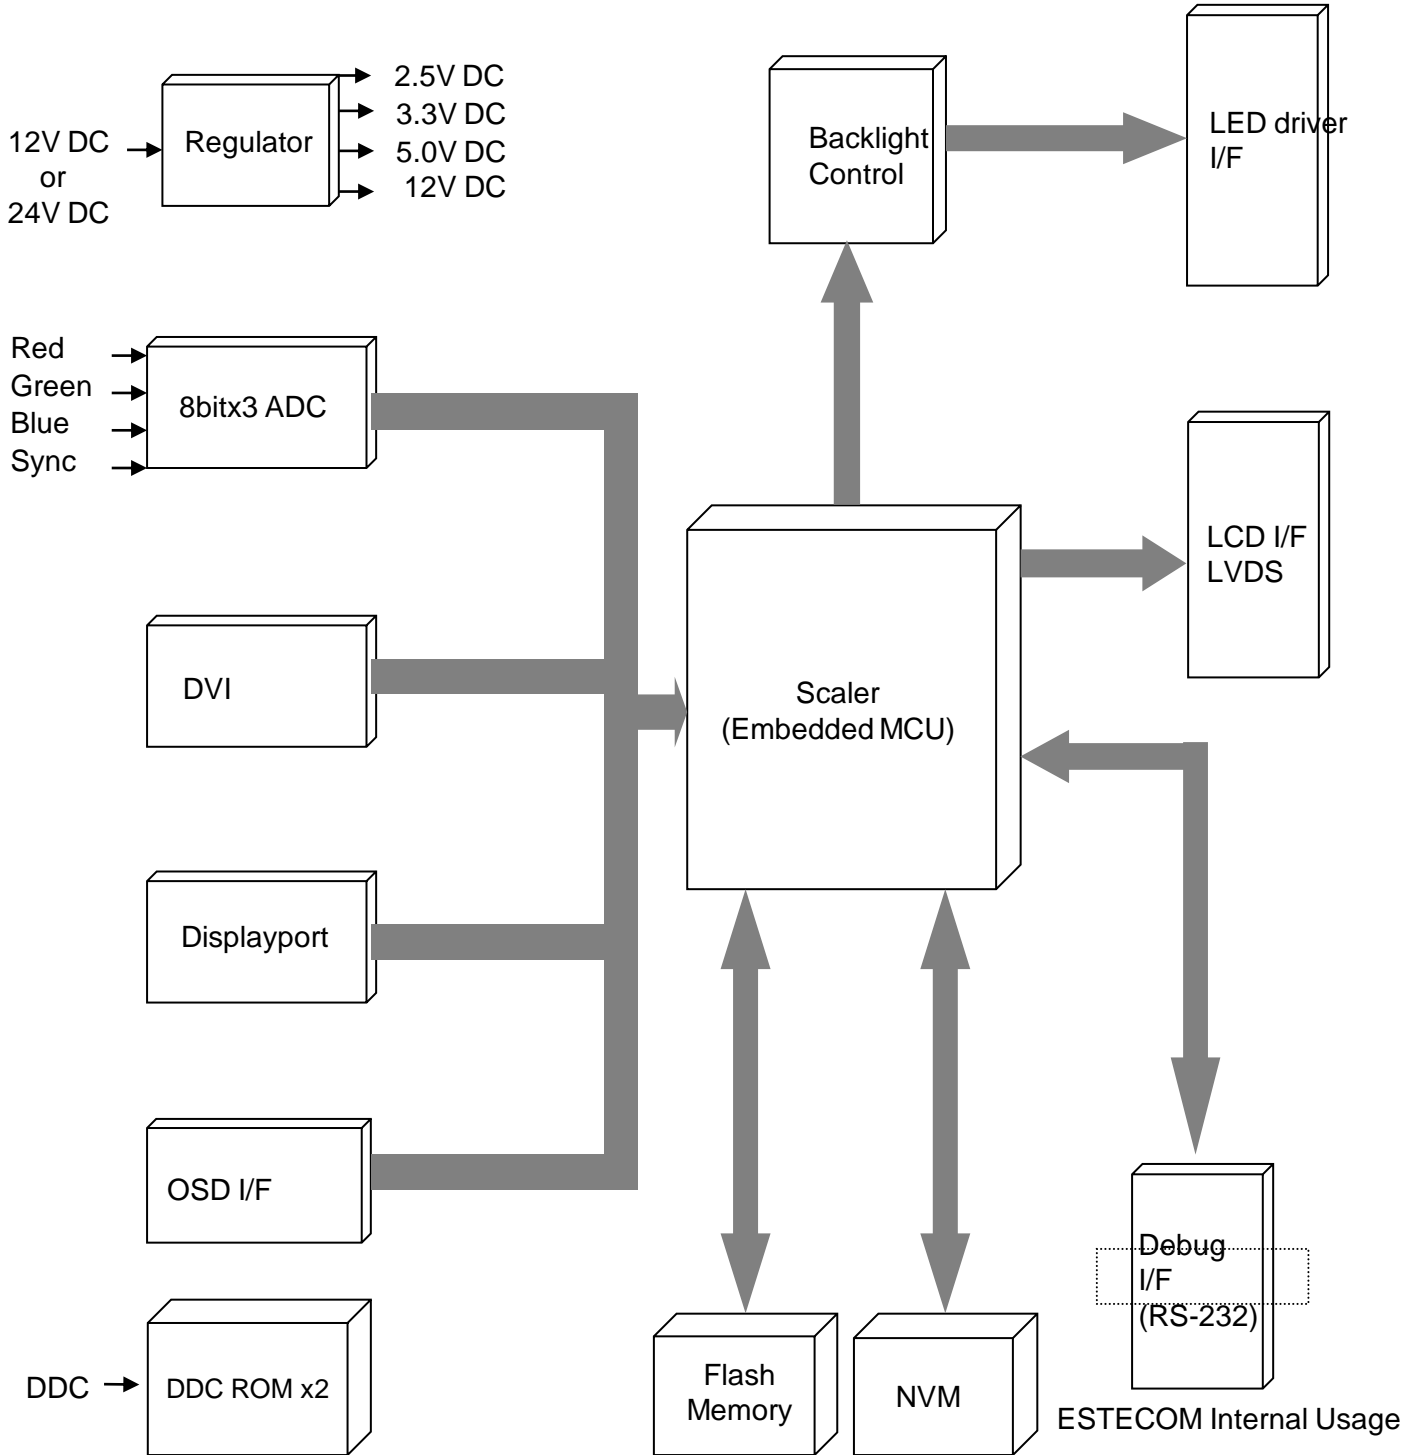 12V DC
or
24V DC
Regulator
2.5V DC
3.3V DC
5.0V DC
12V DC
Backlight
Control
LED driver
I/F
Red
Green
Blue
Sync
8bitx3 ADC
LCD I/F
LVDS
DVI
Scaler
(Embedded MCU)
Displayport
OSD I/F
Debug
I/F
(RS-232)
DDC
DDC ROM x2
Flash
Memory
NVM
ESTECOM Internal Usage